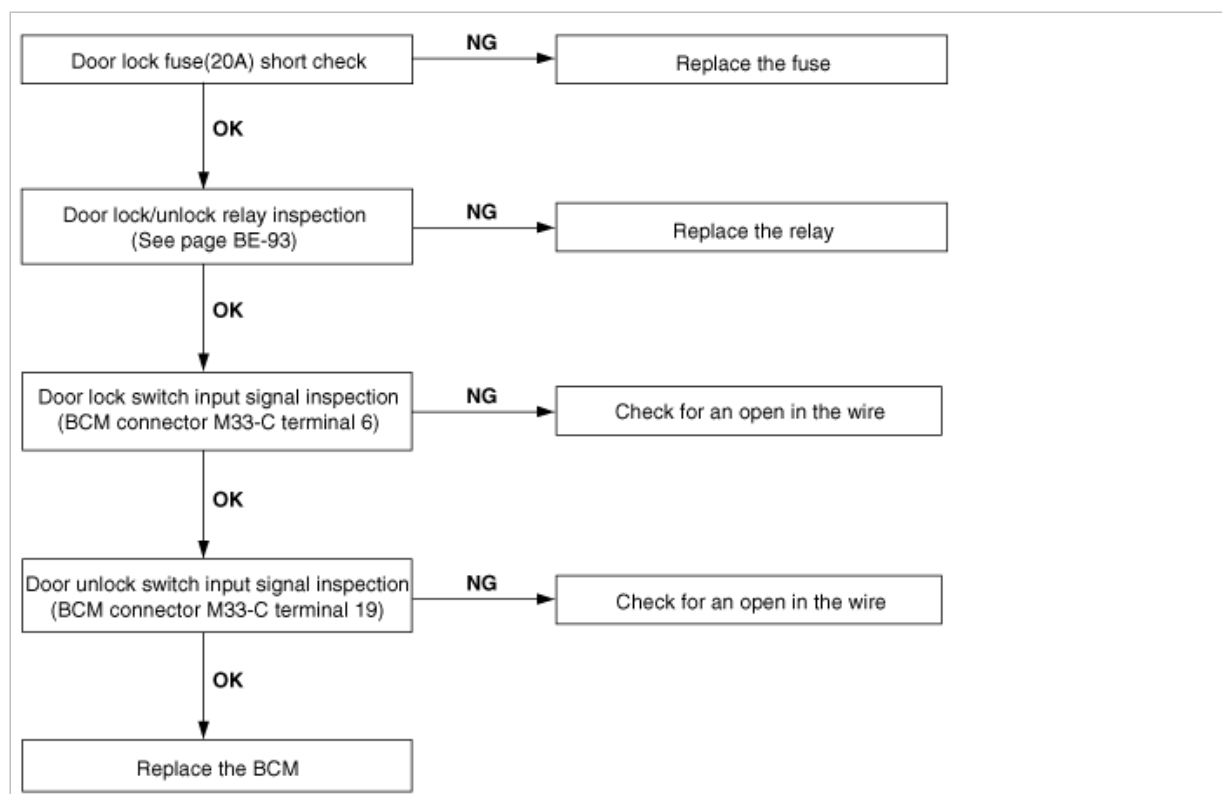 Door lock fuse(20A) short check
NG
Replace the fuse
OK
Door lock/unlock relay inspection
(See page BE-93)
NG
Replace the relay
OK
Door lock switch input signal inspection
(BCM connector M33-C terminal 6)
NG
Check for an open in the wire
OK
Door unlock switch input signal inspection
(BCM connector M33-C terminal 19)
NG
Check for an open in the wire
OK
Replace the BCM